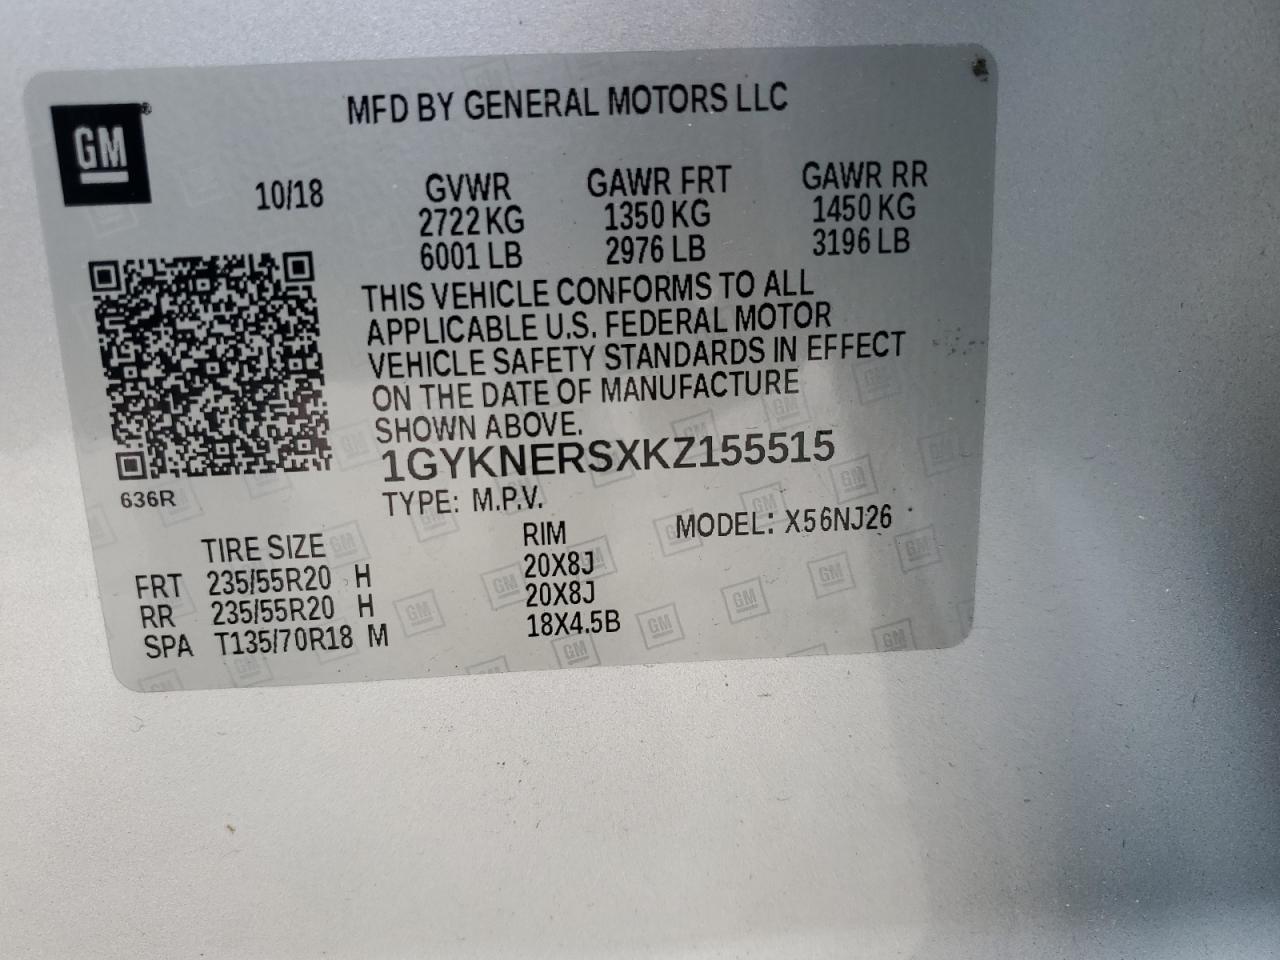 MFD BY GENERAL MOTORS LLC
GM®
10/18
GVWR GAWR FRT GAWR RR
2722 KG 1350 KG 1450 KG
6001 LB 2976 LB 3196 LB
THIS VEHICLE CONFORMS TO ALL
APPLICABLE U.S. FEDERAL MOTOR
VEHICLE SAFETY STANDARDS IN EFFECT
ON THE DATE OF MANUFACTURE
SHOWN ABOVE.
1GYKNERSXKZ155515
636R
TYPE: M.P.V. MODEL: X56NJ26
TIRE SIZE RIM
FRT 235/55R20 H 20X8J
RR 235/55R20 H 20X8J
SPA T135/70R18 M 18X4.5B